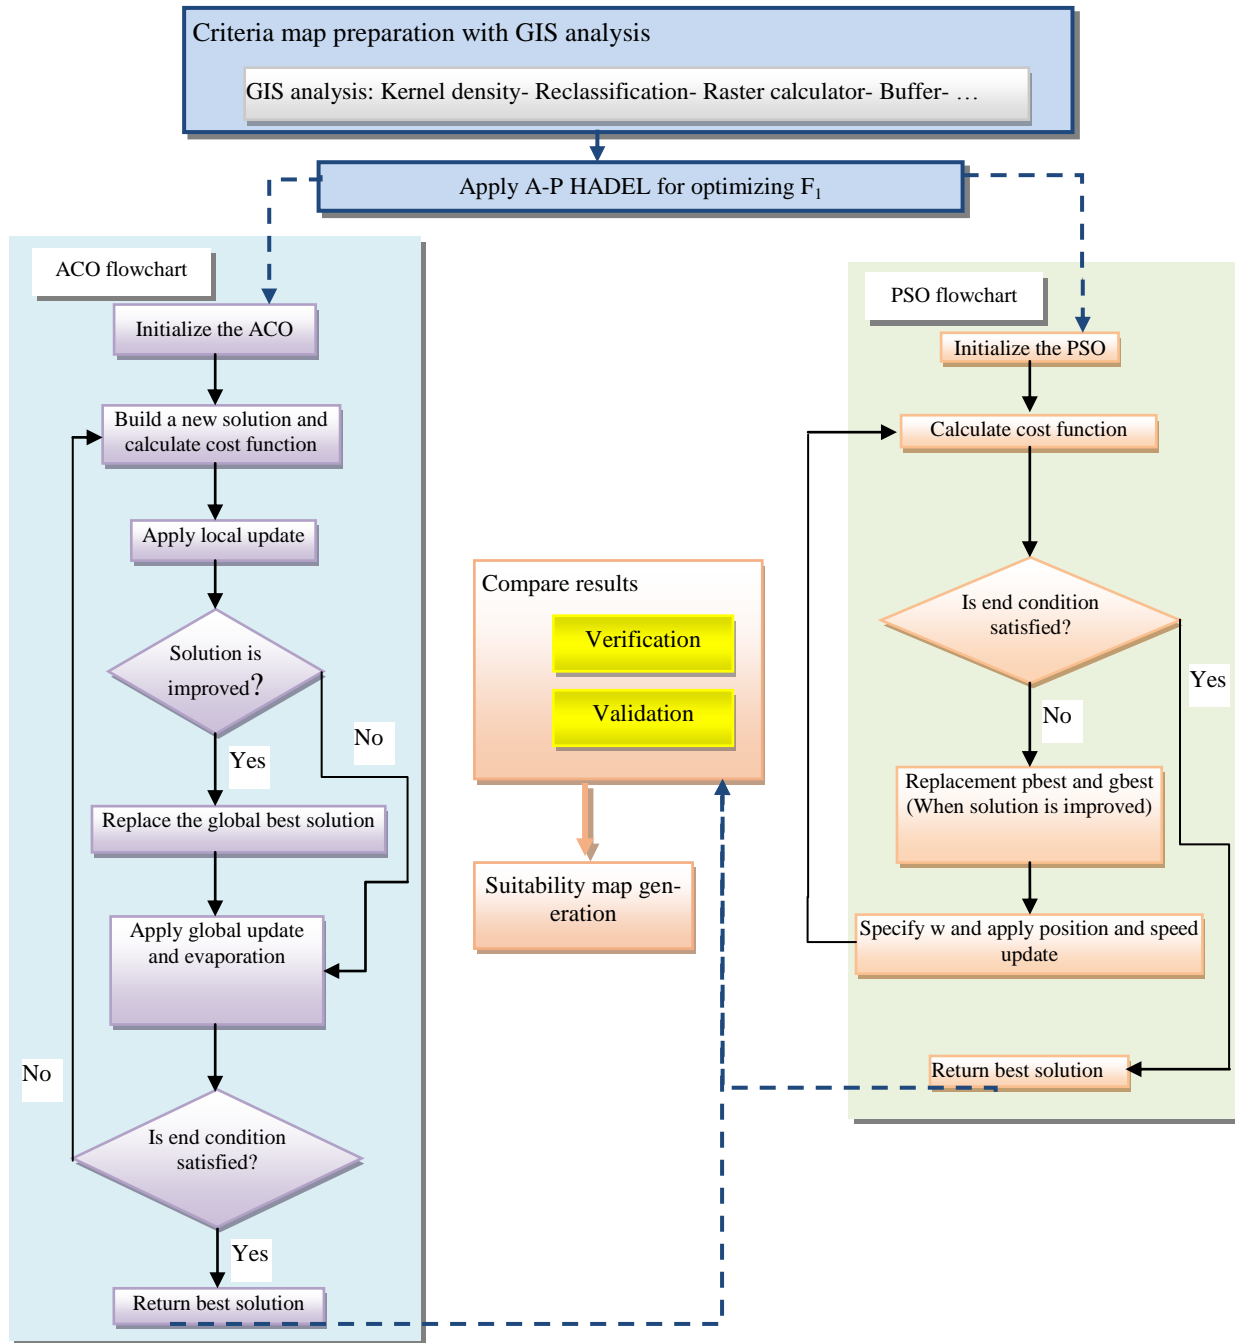 Criteria map preparation with GIS analysis
GIS analysis: Kernel density- Reclassification- Raster calculator- Buffer- …
Apply A-P HADEL for optimizing F1
ACO flowchart
Initialize the ACO
Build a new solution and
calculate cost function
Apply local update
Solution is
improved?
No
Yes
Replace the global best solution
Apply global update
and evaporation
No
Is end condition
satisfied?
Yes
Return best solution
Compare results
Verification
Validation
Suitability map gen-
eration
PSO flowchart
Initialize the PSO
Calculate cost function
Is end condition
satisfied?
Yes
No
Replacement pbest and gbest
(When solution is improved)
Specify w and apply position and speed
update
Return best solution